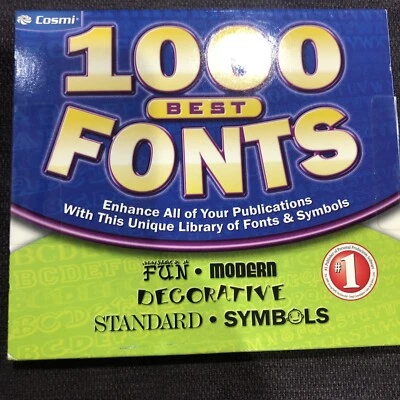 Cosmi
1000
BEST
FONTS
Enhance All of Your Publications
With This Unique Library of Fonts & Symbols
FUN • MODERN
DECORATIVE
STANDARD • SYMBOLS
#1